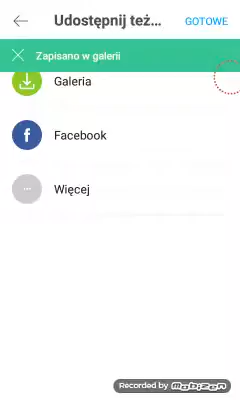 Udostępnij też... GOTOWE
Zapisano w galerii
Galeria
Facebook
Więcej
Recorded by Mobizen